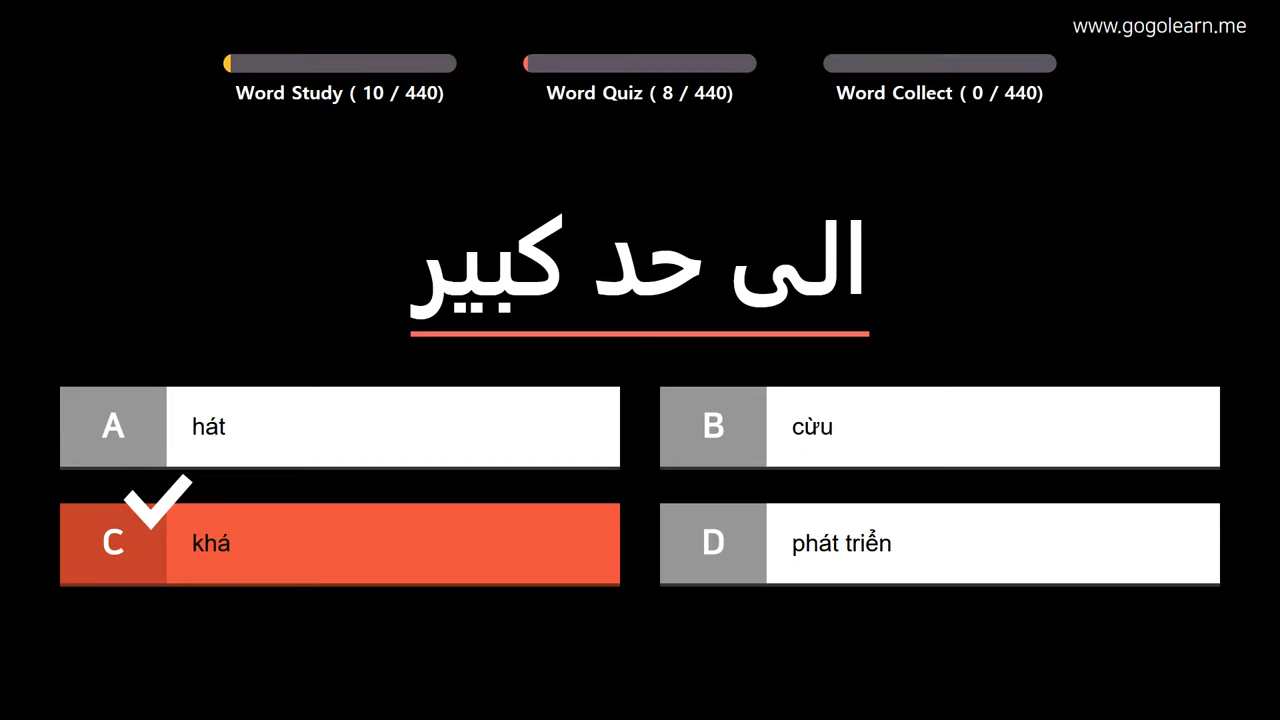 www.gogolearn.me
Word Study ( 10 / 440)
Word Quiz ( 8 / 440)
Word Collect ( 0 / 440)
الى حد كبير
A hát
B cừu
C khá
D phát triển